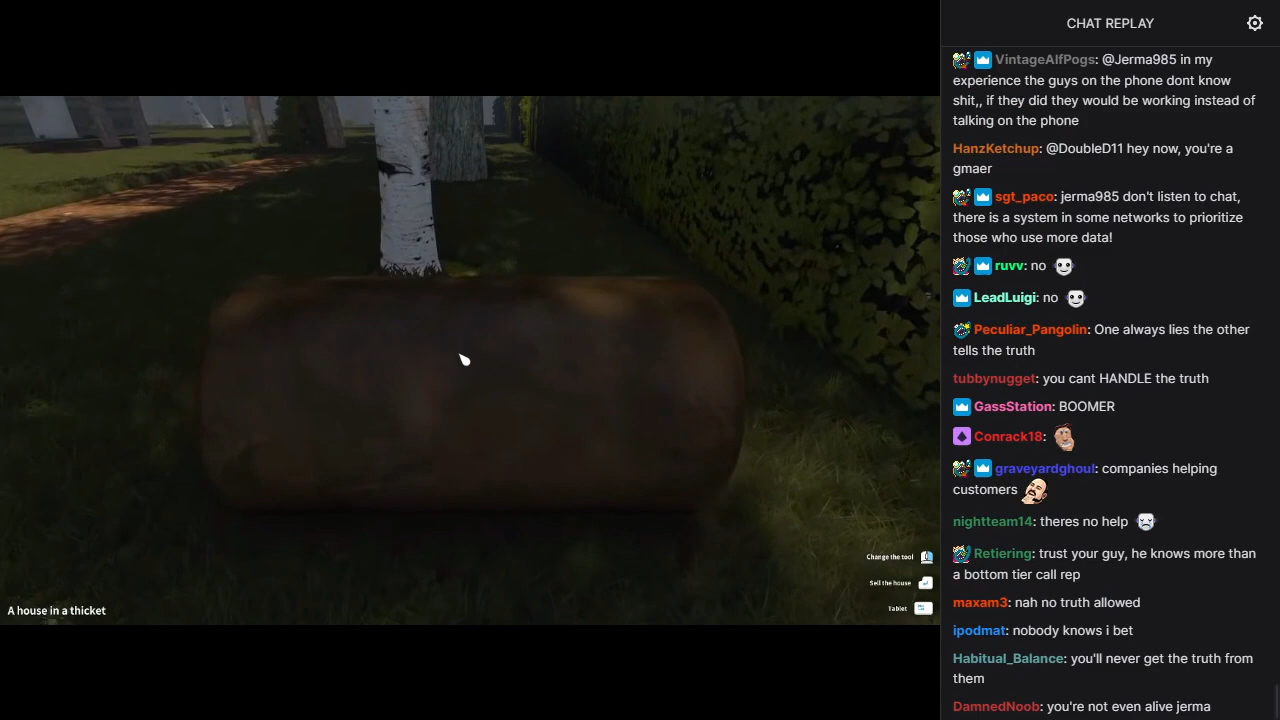 CHAT REPLAY
VintageAlfPogs: @Jerma985 in my
experience the guys on the phone dont know
shit,, if they did they would be working instead of
talking on the phone
HanzKetchup: @DoubleD11 hey now, you're a
gmaer
sgt_paco: jerma985 don't listen to chat,
there is a system in some networks to prioritize
those who use more data!
ruvv: no
LeadLuigi: no
Peculiar_Pangolin: One always lies the other
tells the truth
tubbynugget: you cant HANDLE the truth
GassStation: BOOMER
Conrack18:
graveyardghoul: companies helping
customers
nightteam14: theres no help
Retiering: trust your guy, he knows more than
a bottom tier call rep
maxam3: nah no truth allowed
ipodmat: nobody knows i bet
Habitual_Balance: you'll never get the truth from
them
DamnedNoob: you're not even alive jerma
Change the tool
Sell the house
Tablet
A house in a thicket